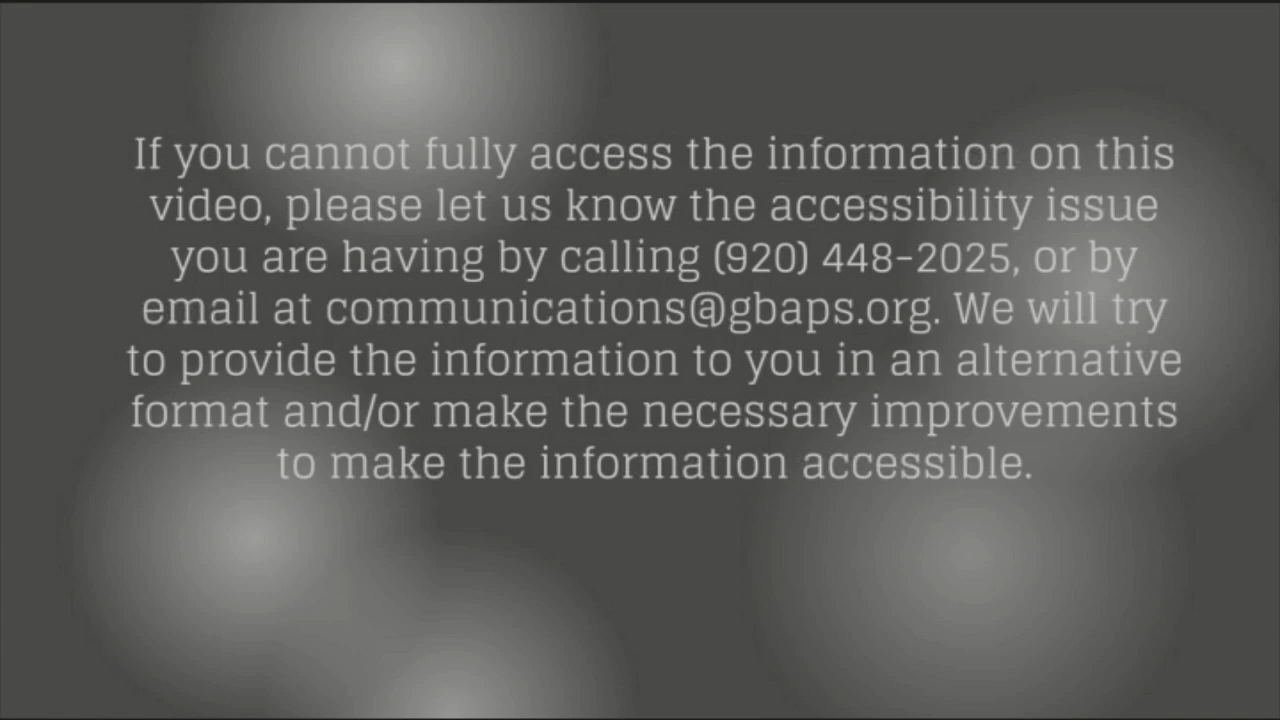 If you cannot fully access the information on this
video, please let us know the accessibility issue
you are having by calling (920) 448-2025, or by
email at communications@gbaps.org. We will try
to provide the information to you in an alternative
format and/or make the necessary improvements
to make the information accessible.